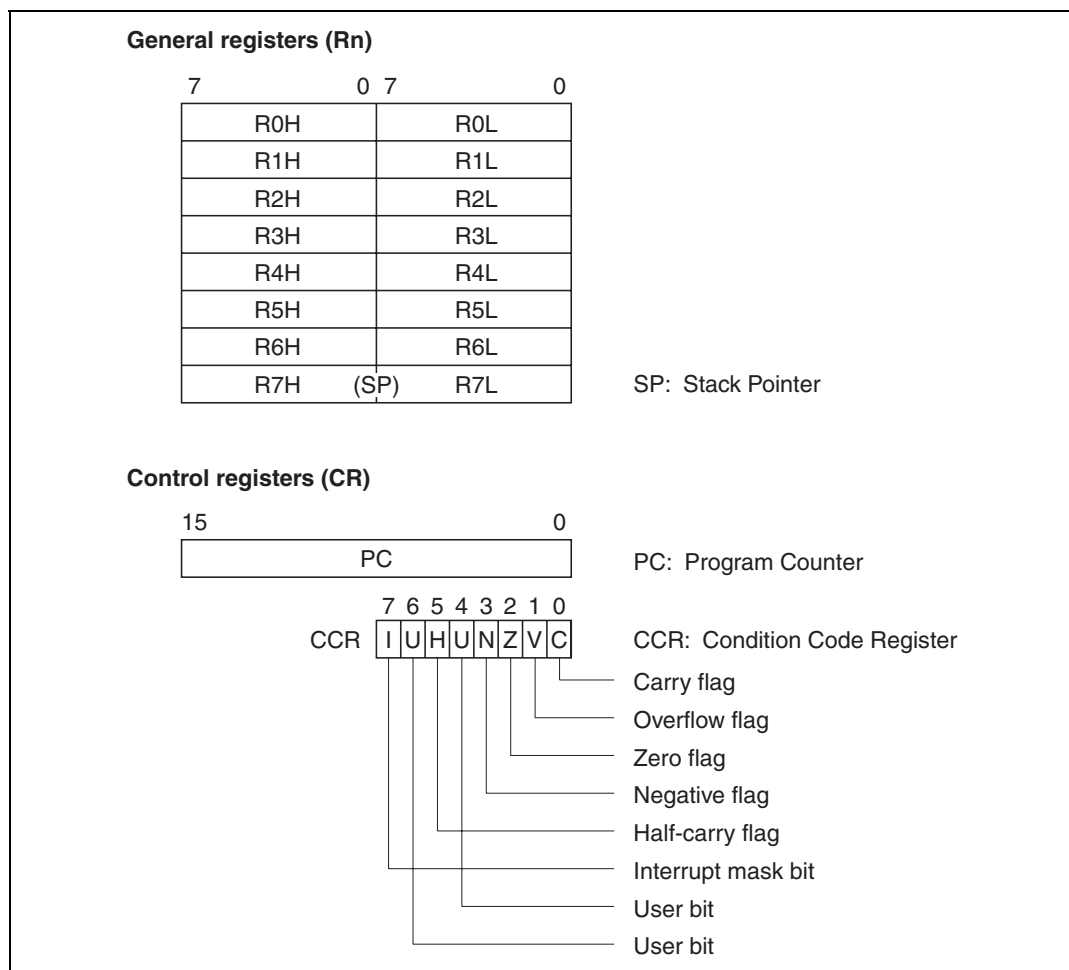 General registers (Rn)
7 0 7 0
R0H R0L
R1H R1L
R2H R2L
R3H R3L
R4H R4L
R5H R5L
R6H R6L
R7H (SP) R7L SP: Stack Pointer
Control registers (CR)
15 0
PC PC: Program Counter
7 6 5 4 3 2 1 0
CCR I U H U N Z V C CCR: Condition Code Register
Carry flag
Overflow flag
Zero flag
Negative flag
Half-carry flag
Interrupt mask bit
User bit
User bit